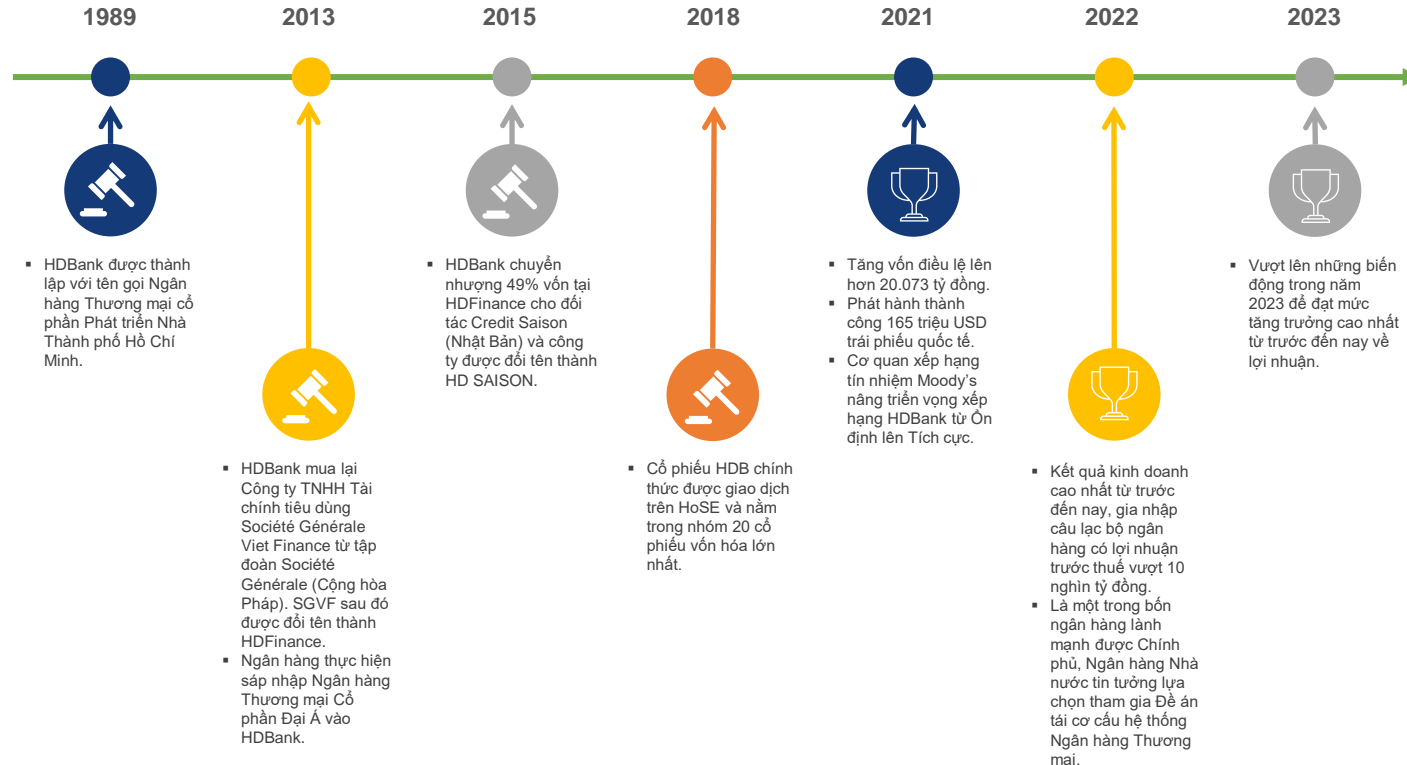 1989
2013
2015
2018
2021
2022
2023
▪ HDBank được thành
lập với tên gọi Ngân
hàng Thương mại cổ
phần Phát triển Nhà
Thành phố Hồ Chí
Minh.
▪ HDBank mua lại
Công ty TNHH Tài
chính tiêu dùng
Société Générale
Viet Finance từ tập
đoàn Société
Générale (Cộng hòa
Pháp). SGVF sau đó
được đổi tên thành
HDFinance.
▪ Ngân hàng thực hiện
sáp nhập Ngân hàng
Thương mại Cổ
phần Đại Á vào
HDBank.
▪ HDBank chuyển
nhượng 49% vốn tại
HDFinance cho đối
tác Credit Saison
(Nhật Bản) và công
ty được đổi tên thành
HD SAISON.
▪ Cổ phiếu HDB chính
thức được giao dịch
trên HoSE và nằm
trong nhóm 20 cổ
phiếu vốn hóa lớn
nhất.
▪ Tăng vốn điều lệ lên
hơn 20.073 tỷ đồng.
▪ Phát hành thành
công 165 triệu USD
trái phiếu quốc tế.
▪ Cơ quan xếp hạng
tín nhiệm Moody’s
nâng triển vọng xếp
hạng HDBank từ Ổn
định lên Tích cực.
▪ Kết quả kinh doanh
cao nhất từ trước
đến nay, gia nhập
câu lạc bộ ngân
hàng có lợi nhuận
trước thuế vượt 10
nghìn tỷ đồng.
▪ Là một trong bốn
ngân hàng lành
mạnh được Chính
phủ, Ngân hàng Nhà
nước tin tưởng lựa
chọn tham gia Đề án
tái cơ cấu hệ thống
Ngân hàng Thương
mại.
▪ Vượt lên những biến
động trong năm
2023 để đạt mức
tăng trưởng cao nhất
từ trước đến nay về
lợi nhuận.